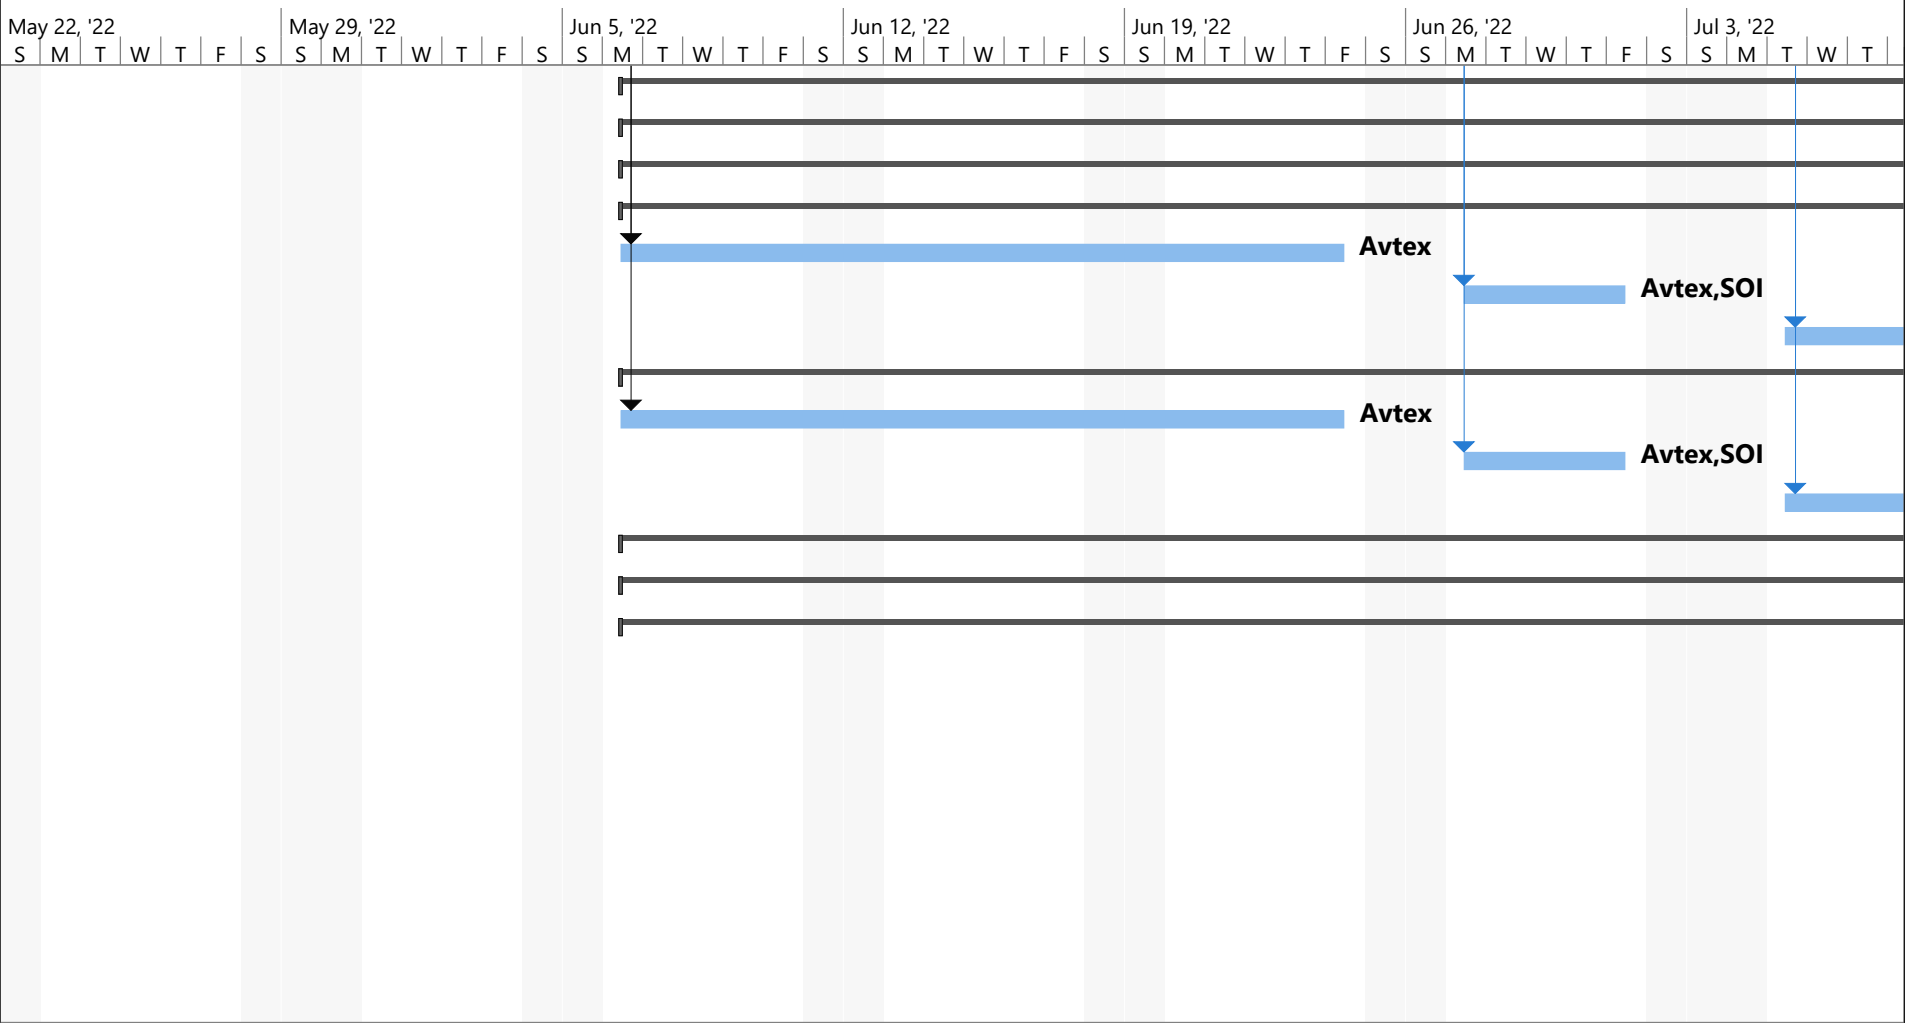 May 22, '22 May 29, '22 Jun 5, '22 Jun 12, '22 Jun 19, '22 Jun 26, '22 Jul 3, '22
S M T W T F S S M T W T F S S M T W T F S S M T W T F S S M T W T F S S M T W T F S S M T W T
Avtex
Avtex,SOI
Avtex
Avtex,SOI